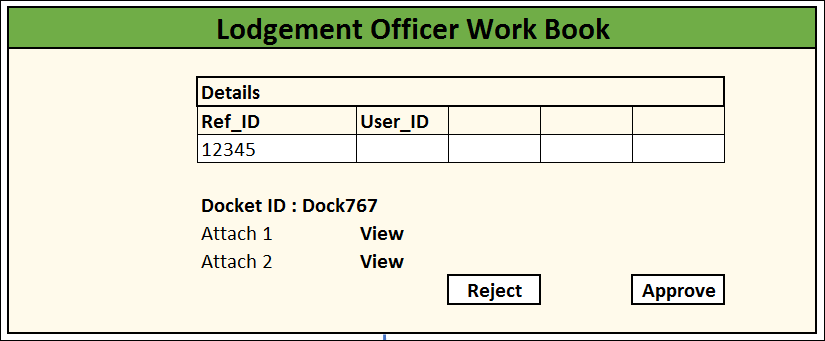 Lodgement Officer Work Book
Details
Ref_ID User_ID
12345
Docket ID : Dock767
Attach 1 View
Attach 2 View
Reject Approve